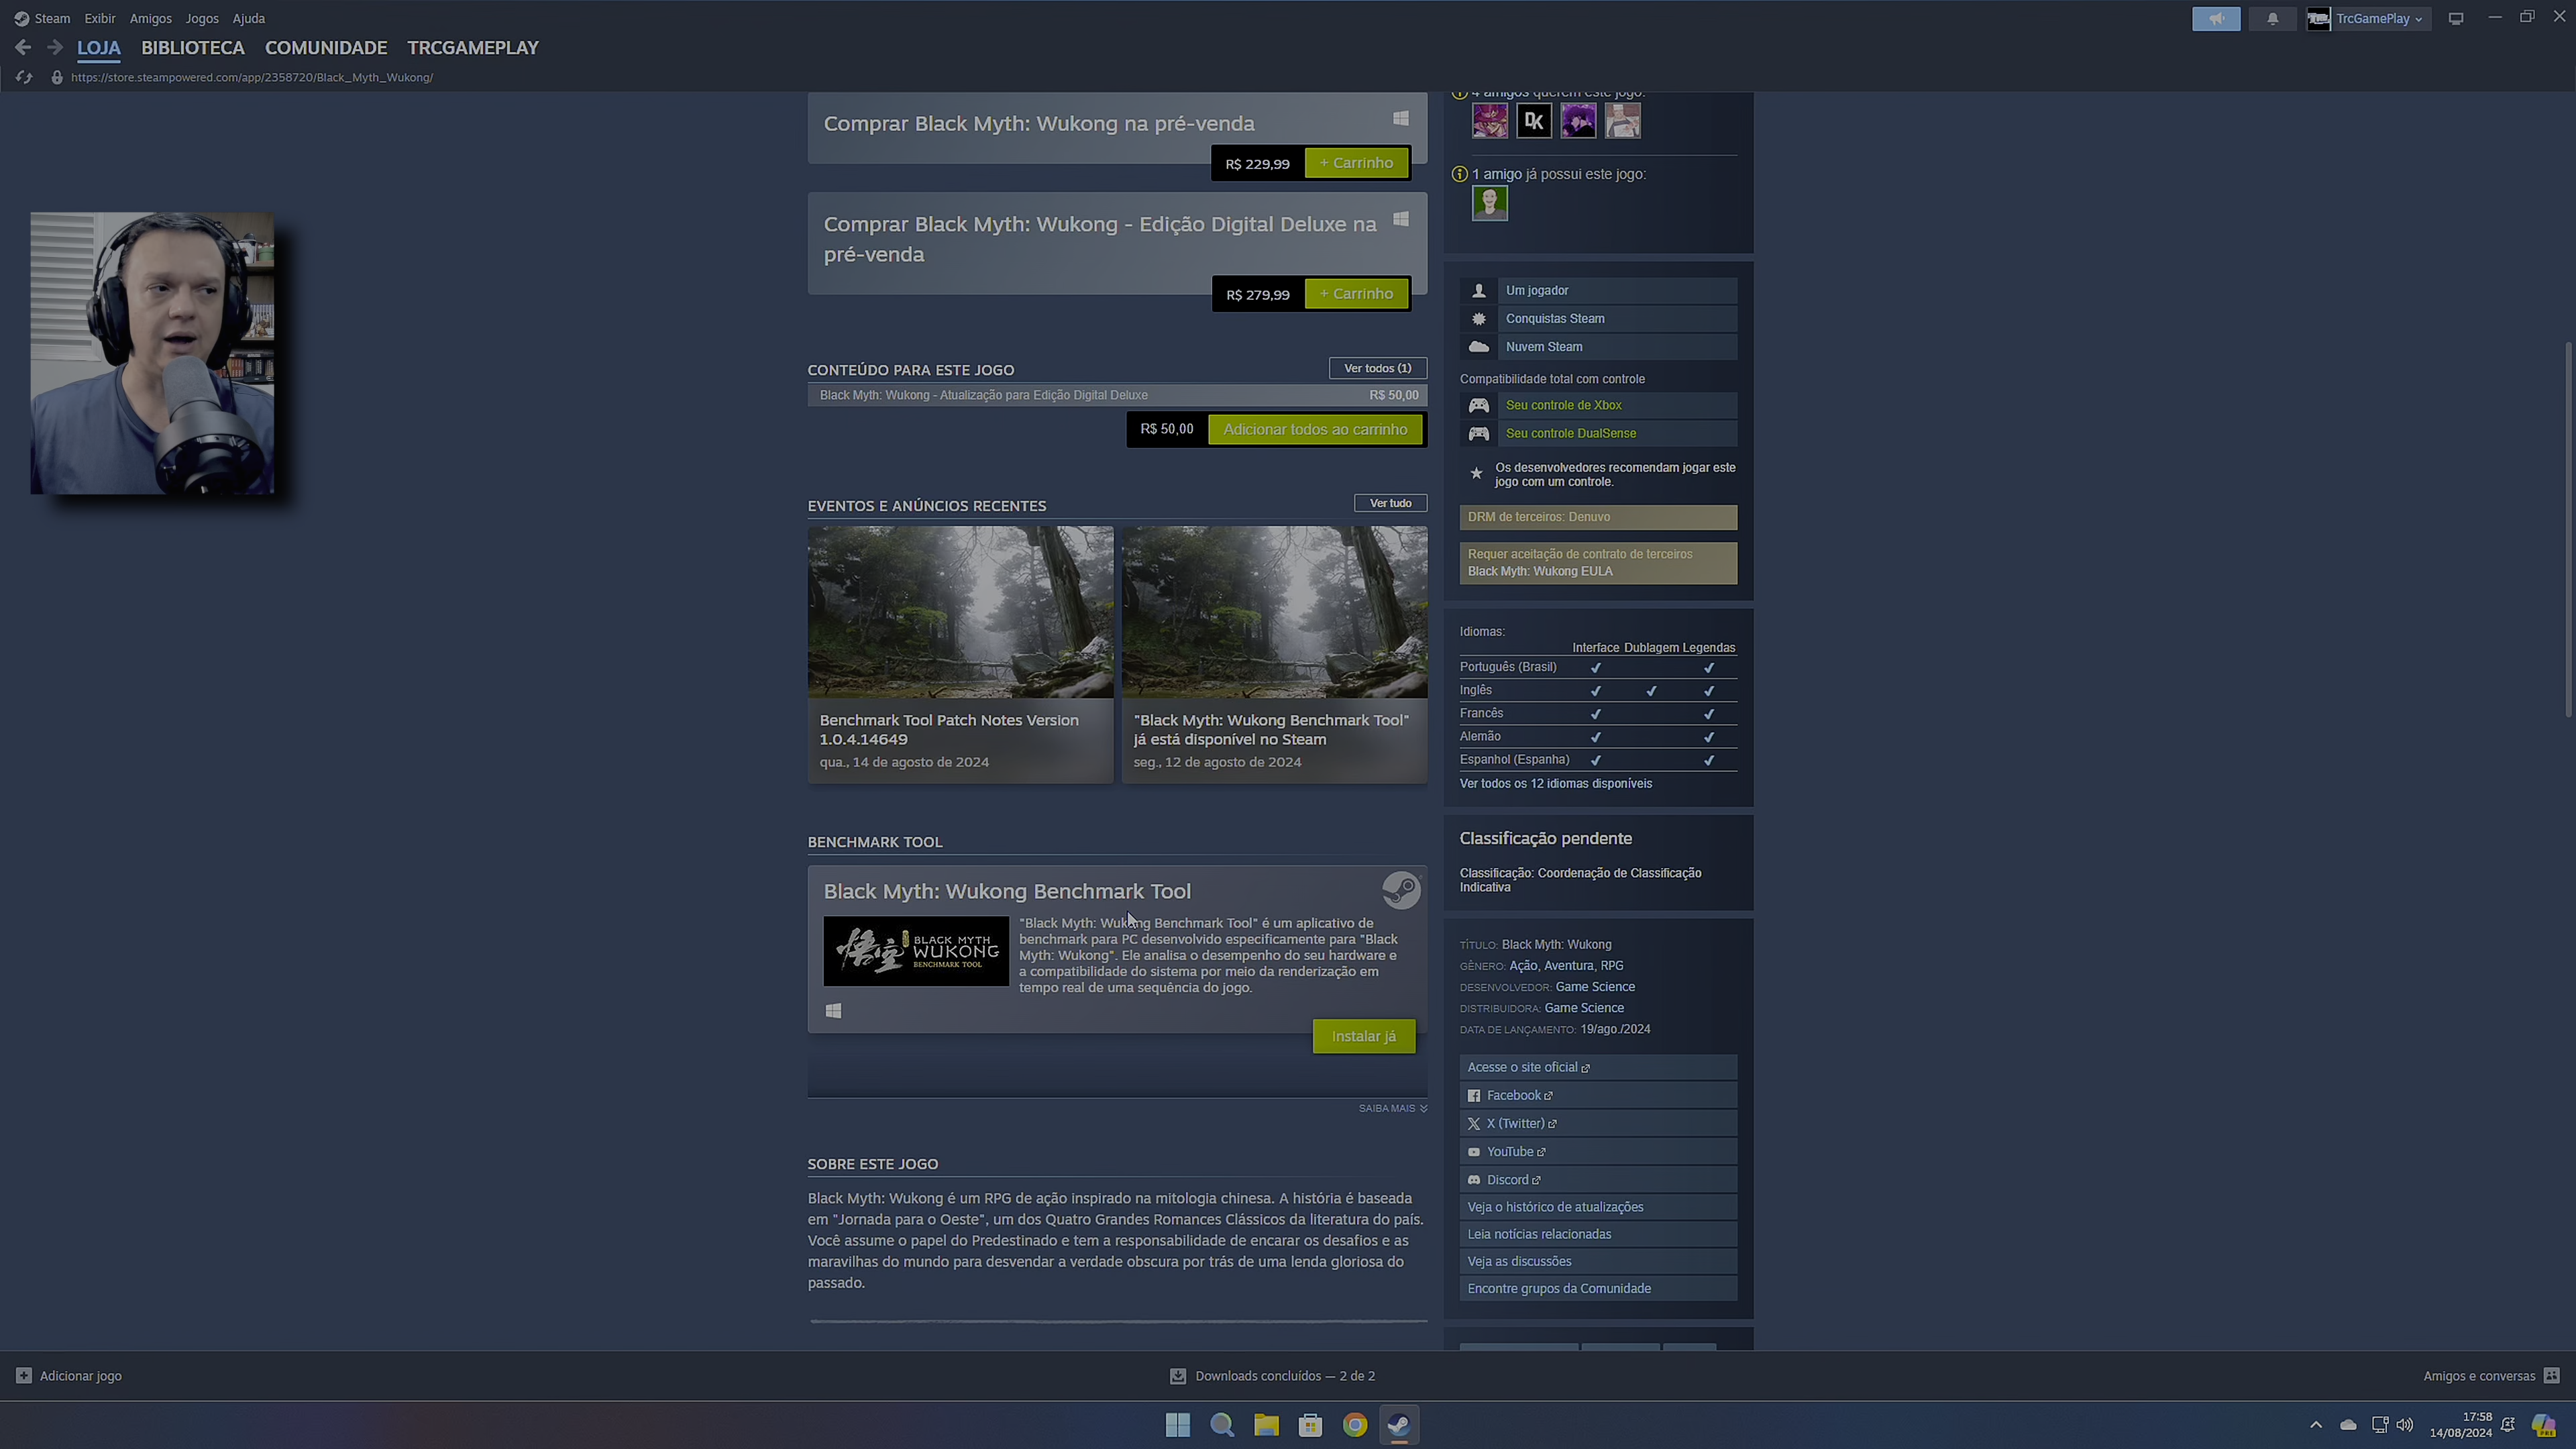 Steam Exibir Amigos Jogos Ajuda
TrcGamePlay
LOJA BIBLIOTECA COMUNIDADE TRCGAMEPLAY
https://store.steampowered.com/app/2358720/Black_Myth_Wukong/
Comprar Black Myth: Wukong na pré-venda
R$ 229,99 + Carrinho
Comprar Black Myth: Wukong - Edição Digital Deluxe na
pré-venda
R$ 279,99 + Carrinho
CONTEÚDO PARA ESTE JOGO Ver todos (1)
Black Myth: Wukong - Atualização para Edição Digital Deluxe R$ 50,00
R$ 50,00 Adicionar todos ao carrinho
EVENTOS E ANÚNCIOS RECENTES Ver tudo
Benchmark Tool Patch Notes Version
1.0.4.14649
qua., 14 de agosto de 2024
"Black Myth: Wukong Benchmark Tool"
já está disponível no Steam
seg., 12 de agosto de 2024
BENCHMARK TOOL
Black Myth: Wukong Benchmark Tool
悟空 BLACK MYTH
WUKONG
BENCHMARK TOOL
"Black Myth: Wukong Benchmark Tool" é um aplicativo de
benchmark para PC desenvolvido especificamente para "Black
Myth: Wukong". Ele analisa o desempenho do seu hardware e
a compatibilidade do sistema por meio da renderização em
tempo real de uma sequência do jogo.
Instalar já
SAIBA MAIS
SOBRE ESTE JOGO
Black Myth: Wukong é um RPG de ação inspirado na mitologia chinesa. A história é baseada
em "Jornada para o Oeste", um dos Quatro Grandes Romances Clássicos da literatura do país.
Você assume o papel do Predestinado e tem a responsabilidade de encarar os desafios e as
maravilhas do mundo para desvendar a verdade obscura por trás de uma lenda gloriosa do
passado.
4 amigos querem este jogo:
DK
1 amigo já possui este jogo:
Um jogador
Conquistas Steam
Nuvem Steam
Compatibilidade total com controle
Seu controle de Xbox
Seu controle DualSense
Os desenvolvedores recomendam jogar este
jogo com um controle.
DRM de terceiros: Denuvo
Requer aceitação de contrato de terceiros
Black Myth: Wukong EULA
Idiomas:
Interface Dublagem Legendas
Português (Brasil) ✔ ✔
Inglês ✔ ✔ ✔
Francês ✔ ✔
Alemão ✔ ✔
Espanhol (Espanha) ✔ ✔
Ver todos os 12 idiomas disponíveis
Classificação pendente
Classificação: Coordenação de Classificação
Indicativa
TÍTULO: Black Myth: Wukong
GÊNERO: Ação, Aventura, RPG
DESENVOLVEDOR: Game Science
DISTRIBUIDORA: Game Science
DATA DE LANÇAMENTO: 19/ago./2024
Acesse o site oficial
Facebook
X (Twitter)
YouTube
Discord
Veja o histórico de atualizações
Leia notícias relacionadas
Veja as discussões
Encontre grupos da Comunidade
Adicionar jogo Downloads concluídos — 2 de 2 Amigos e conversas
17:58
14/08/2024
PRE